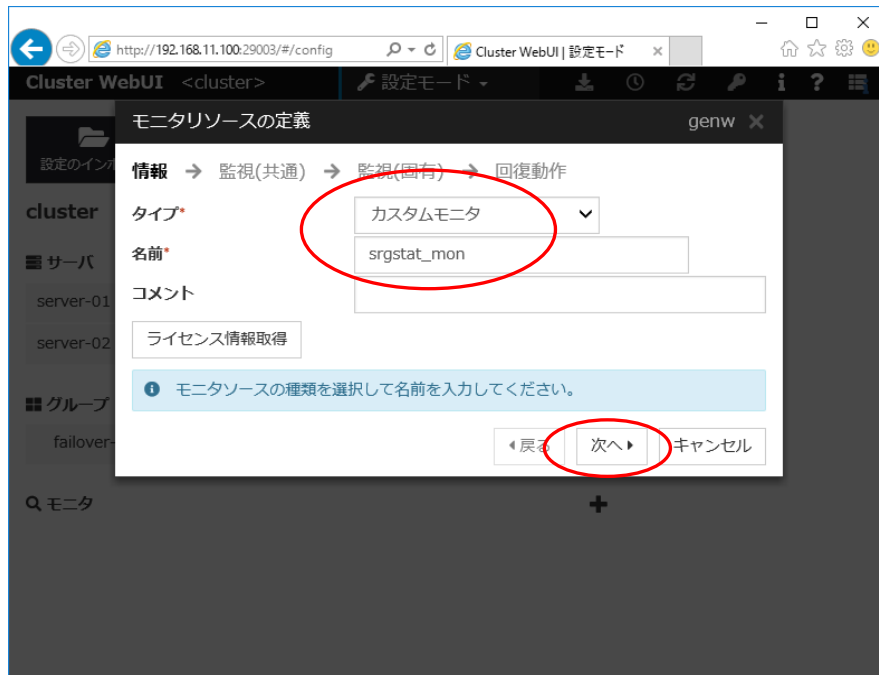 http://192.168.11.100:29003/#/config
Cluster WebUI | 設定モード
Cluster WebUI <cluster> 設定モード
モニタリソースの定義 genw
設定のインポ
情報 → 監視(共通) → 監視(固有) → 回復動作
cluster
タイプ* カスタムモニタ
サーバ
名前* srgstat_mon
server-01
コメント
server-02
ライセンス情報取得
モニタソースの種類を選択して名前を入力してください。
グループ
failover-
戻る 次へ キャンセル
モニタ